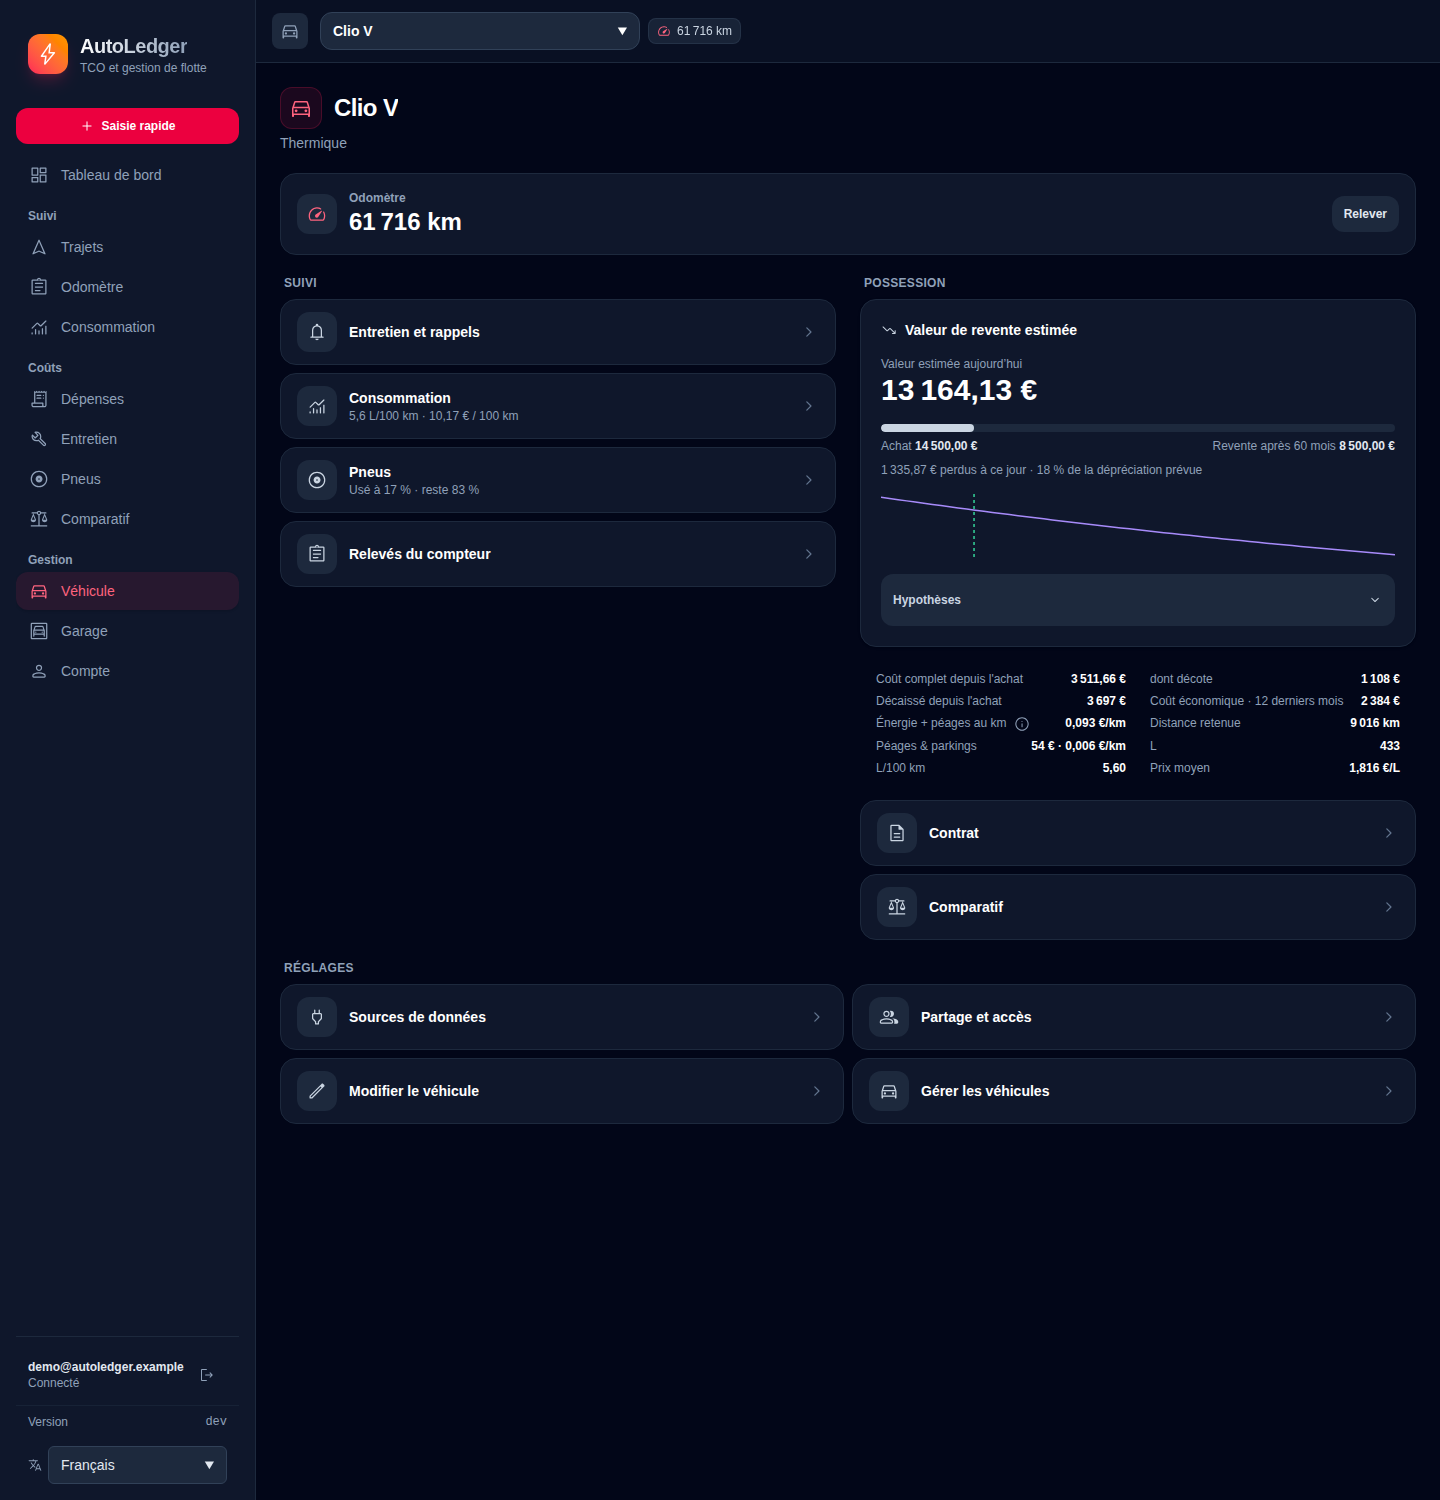 AutoLedger
TCO et gestion de flotte
Saisie rapide
Tableau de bord
Suivi
Trajets
Odomètre
Consommation
Coûts
Dépenses
Entretien
Pneus
Comparatif
Gestion
Véhicule
Garage
Compte
demo@autoledger.example
Connecté
Version dev
Français
Clio V
61 716 km
Clio V
Thermique
Odomètre
61 716 km
Relever
SUIVI
Entretien et rappels
Consommation
5,6 L/100 km · 10,17 € / 100 km
Pneus
Usé à 17 % · reste 83 %
Relevés du compteur
POSSESSION
Valeur de revente estimée
Valeur estimée aujourd'hui
13 164,13 €
Achat 14 500,00 € Revente après 60 mois 8 500,00 €
1 335,87 € perdus à ce jour · 18 % de la dépréciation prévue
Hypothèses
Coût complet depuis l'achat 3 511,66 € dont décote 1 108 €
Décaissé depuis l'achat 3 697 € Coût économique · 12 derniers mois 2 384 €
Énergie + péages au km 0,093 €/km Distance retenue 9 016 km
Péages & parkings 54 € · 0,006 €/km L 433
L/100 km 5,60 Prix moyen 1,816 €/L
Contrat
Comparatif
RÉGLAGES
Sources de données
Partage et accès
Modifier le véhicule
Gérer les véhicules